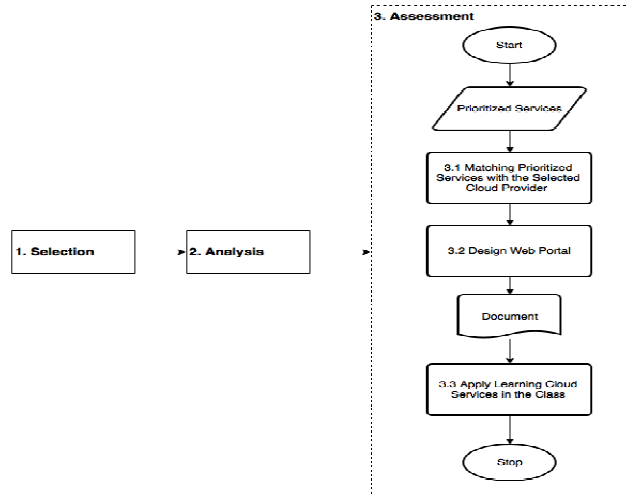 3. Assessment
Start
Prioritized Services
3.1 Matching Prioritized
Services with the Selected
Cloud Provider
1. Selection
2. Analysis
3.2 Design Web Portal
Document
3.3 Apply Learning Cloud
Services in the Class
Stop